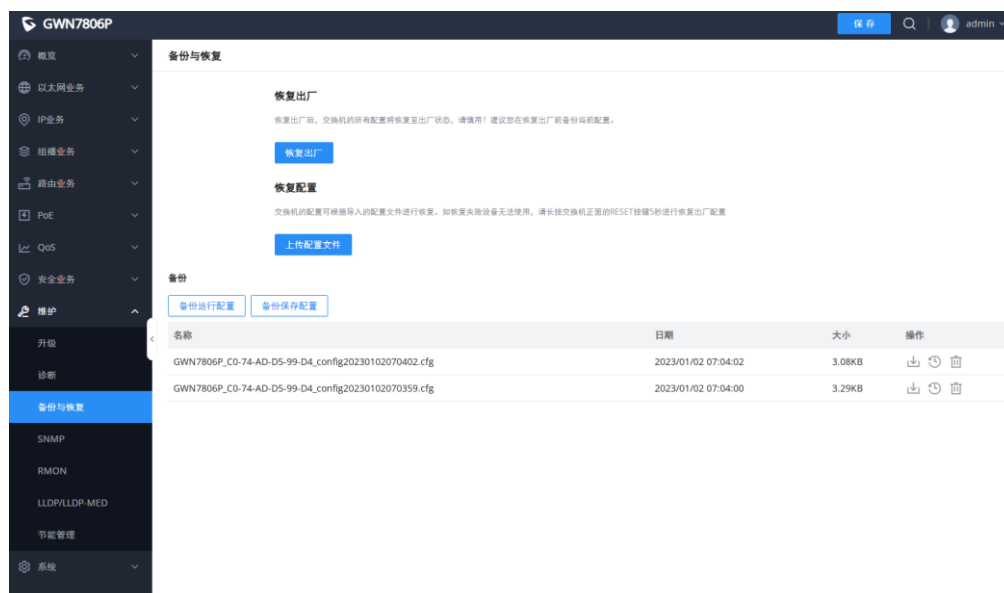 GWN7806P
保存
admin
概览
以太网业务
IP业务
组播业务
路由业务
PoE
QoS
安全业务
维护
升级
诊断
备份与恢复
SNMP
RMON
LLDP/LLDP-MED
节能管理
系统
备份与恢复
恢复出厂
恢复出厂后，交换机的所有配置将恢复至出厂状态，请慎用！建议您在恢复出厂前备份当前配置。
恢复出厂
恢复配置
交换机的配置可根据导入的配置文件进行恢复。如恢复失败设备无法使用，请长按交换机正面的RESET按键5秒进行恢复出厂配置
上传配置文件
备份
备份运行配置 备份保存配置
名称 日期 大小 操作
GWN7806P_C0-74-AD-D5-99-D4_config20230102070402.cfg 2023/01/02 07:04:02 3.08KB
GWN7806P_C0-74-AD-D5-99-D4_config20230102070359.cfg 2023/01/02 07:04:00 3.29KB